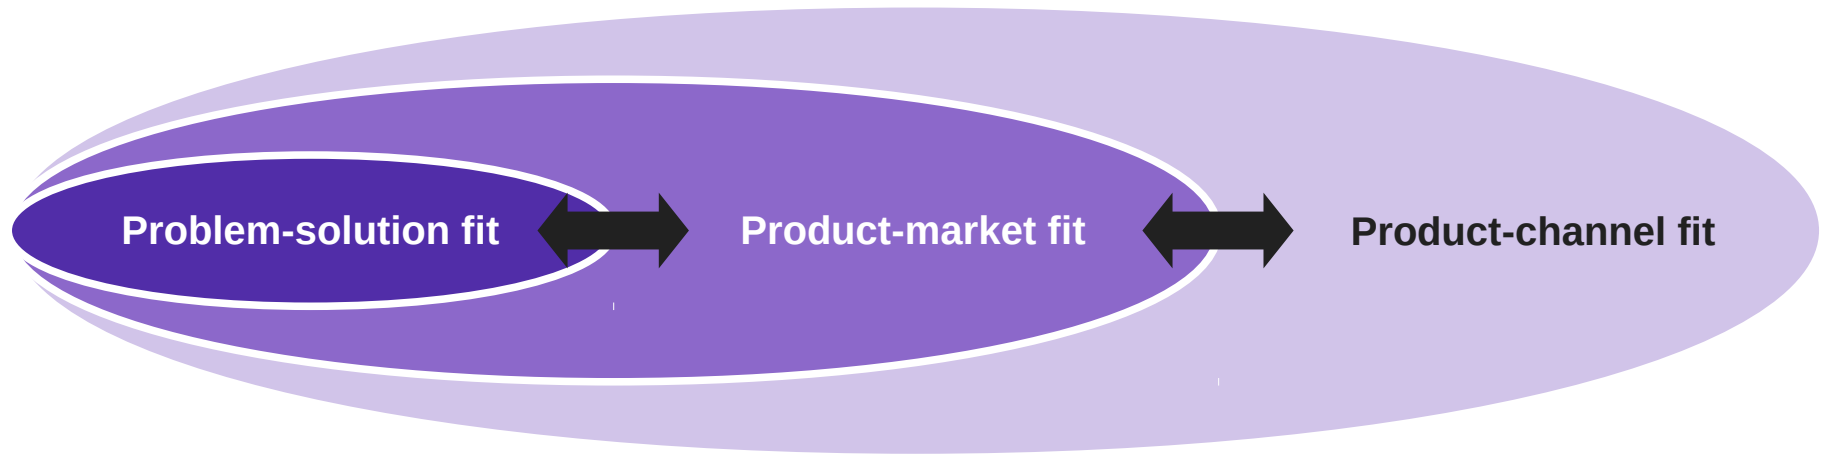 Problem-solution fit
Product-market fit
Product-channel fit